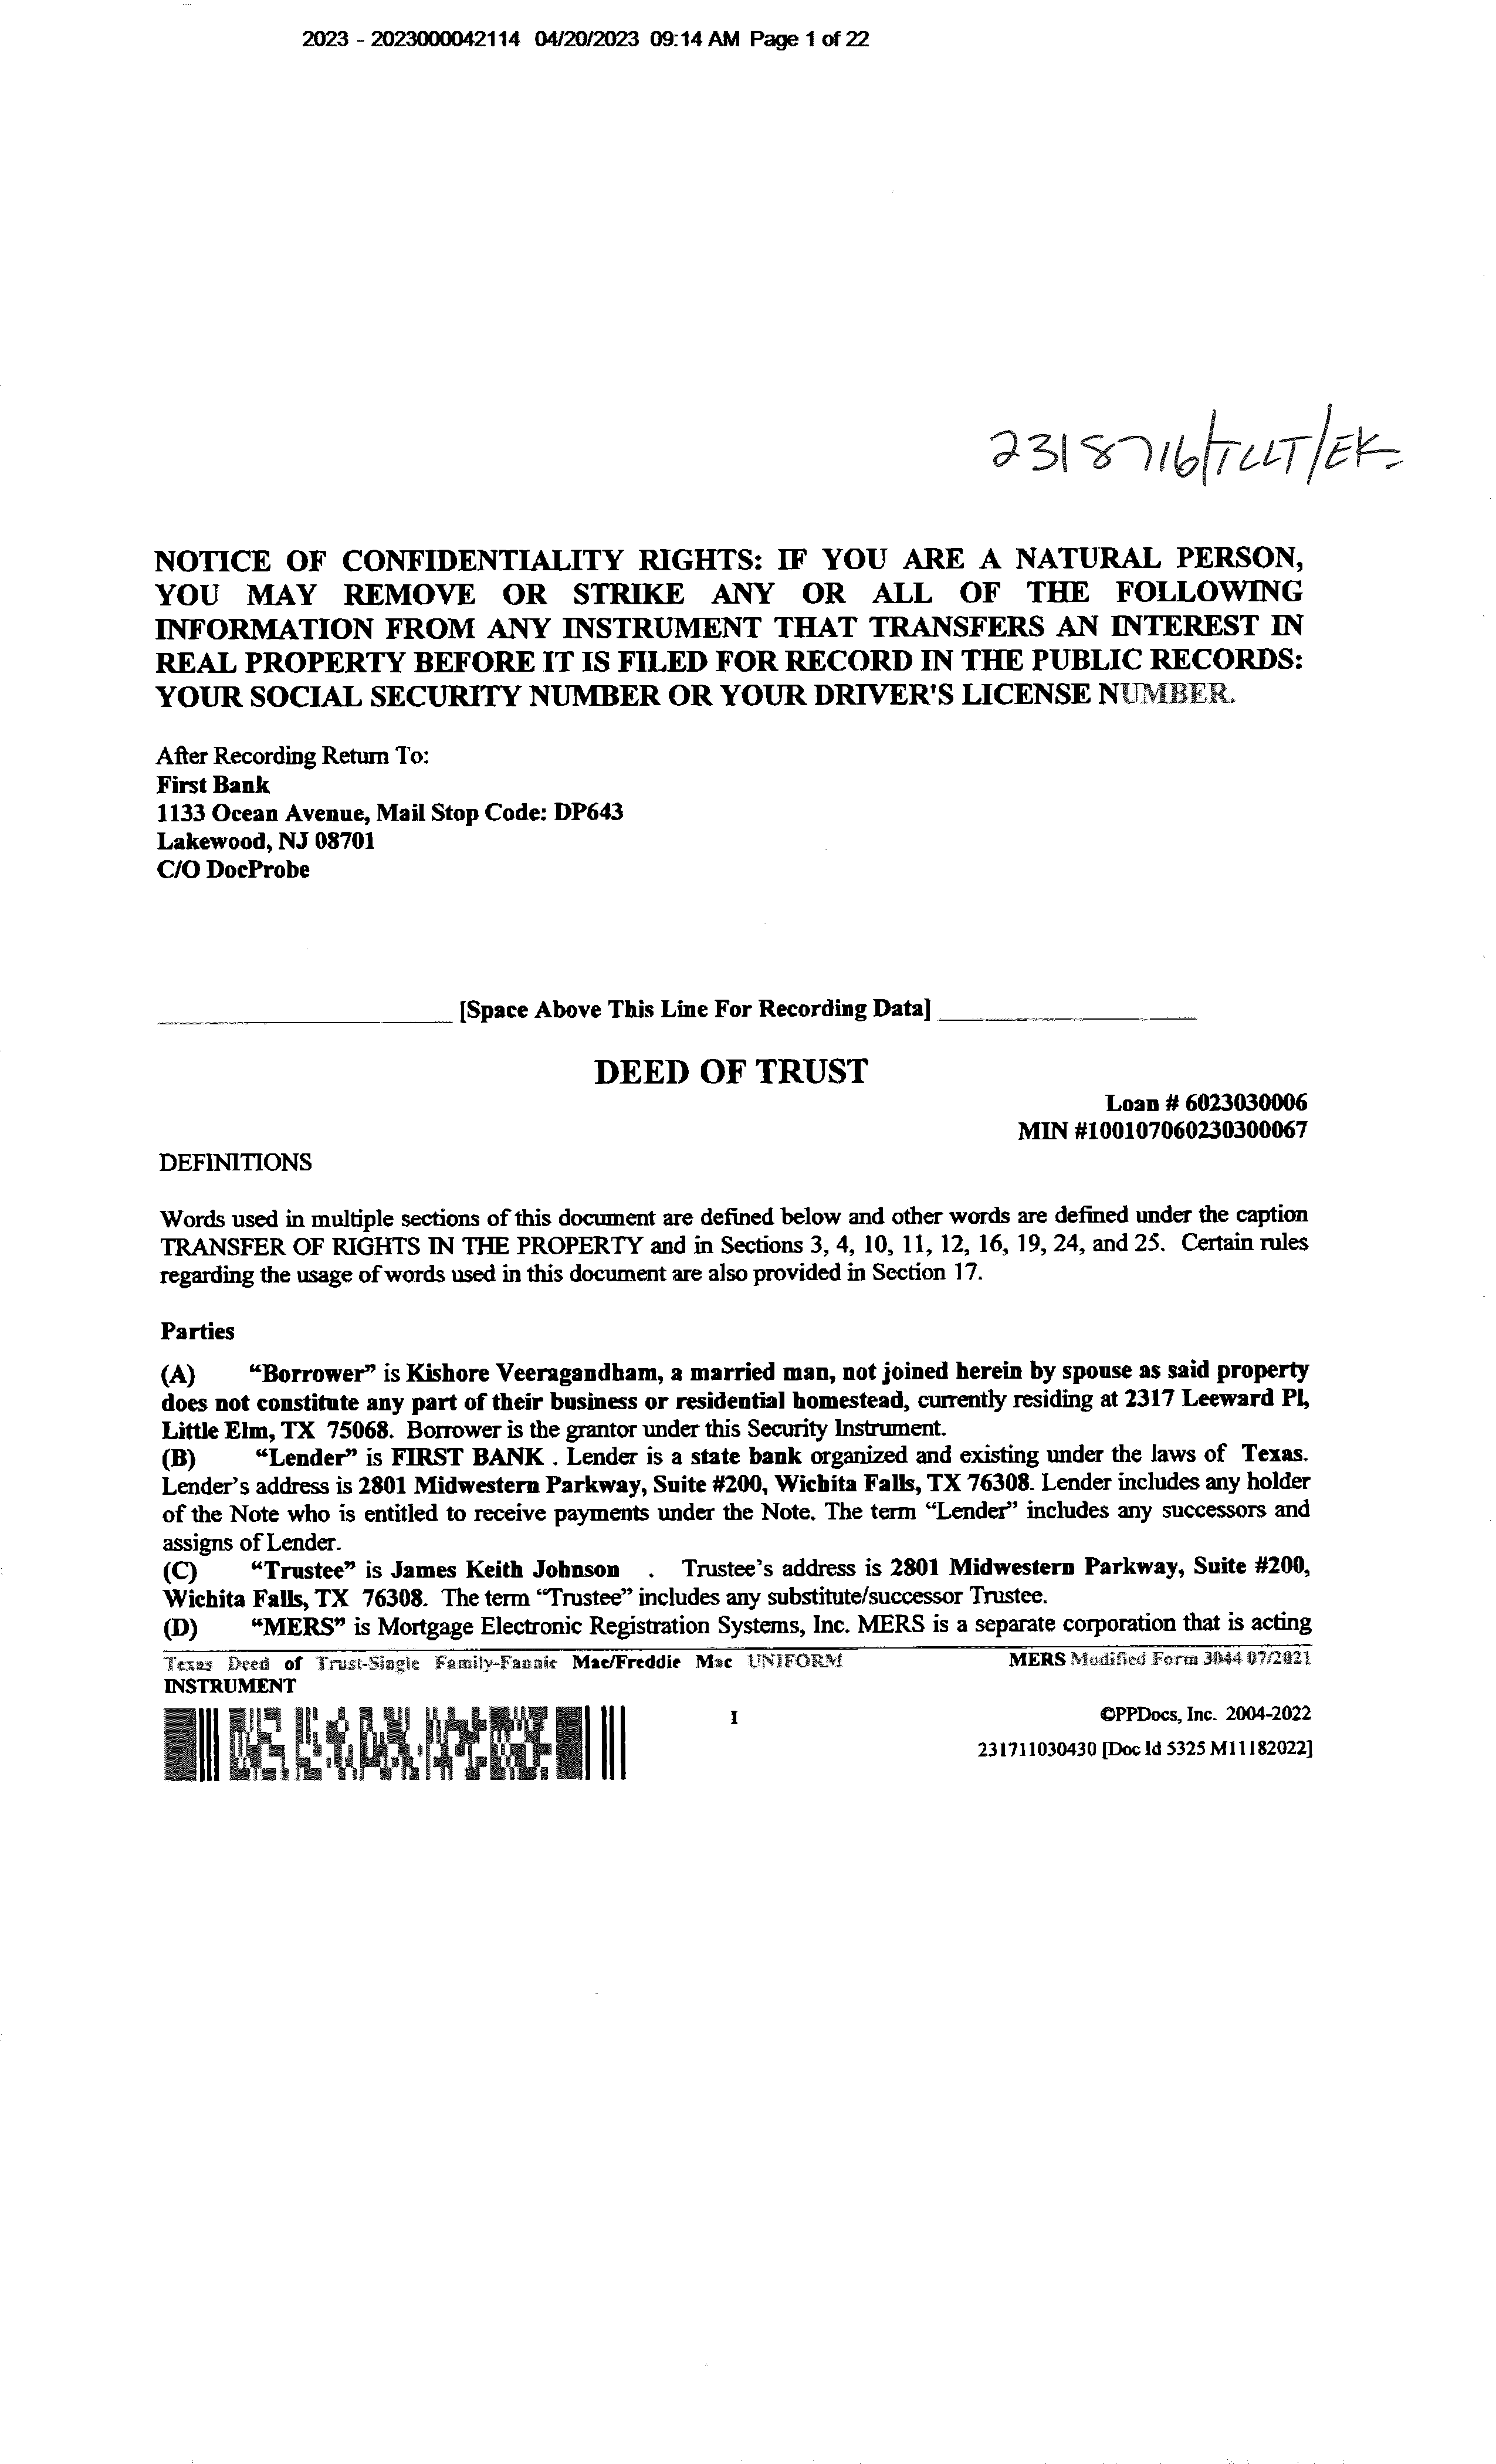 2023 - 2023000042114 04/20/2023 09:14 AM Page 1 of 22
2318716/TLLT/EK
NOTICE OF CONFIDENTIALITY RIGHTS: IF YOU ARE A NATURAL PERSON,
YOU MAY REMOVE OR STRIKE ANY OR ALL OF THE FOLLOWING
INFORMATION FROM ANY INSTRUMENT THAT TRANSFERS AN INTEREST IN
REAL PROPERTY BEFORE IT IS FILED FOR RECORD IN THE PUBLIC RECORDS:
YOUR SOCIAL SECURITY NUMBER OR YOUR DRIVER'S LICENSE NUMBER.
After Recording Return To:
First Bank
1133 Ocean Avenue, Mail Stop Code: DP643
Lakewood, NJ 08701
C/O DocProbe
[Space Above This Line For Recording Data]
DEED OF TRUST
Loan # 6023030006
MIN #100107060230300067
DEFINITIONS
Words used in multiple sections of this document are defined below and other words are defined under the caption
TRANSFER OF RIGHTS IN THE PROPERTY and in Sections 3, 4, 10, 11, 12, 16, 19, 24, and 25. Certain rules
regarding the usage of words used in this document are also provided in Section 17.
Parties
(A) “Borrower” is Kishore Veeragandham, a married man, not joined herein by spouse as said property
does not constitute any part of their business or residential homestead, currently residing at 2317 Leeward Pl,
Little Elm, TX 75068. Borrower is the grantor under this Security Instrument.
(B) “Lender” is FIRST BANK . Lender is a state bank organized and existing under the laws of Texas.
Lender’s address is 2801 Midwestern Parkway, Suite #200, Wichita Falls, TX 76308. Lender includes any holder
of the Note who is entitled to receive payments under the Note. The term “Lender” includes any successors and
assigns of Lender.
(C) “Trustee” is James Keith Johnson . Trustee’s address is 2801 Midwestern Parkway, Suite #200,
Wichita Falls, TX 76308. The term “Trustee” includes any substitute/successor Trustee.
(D) “MERS” is Mortgage Electronic Registration Systems, Inc. MERS is a separate corporation that is acting
Texas Deed of Trust-Single Family-Fannie Mae/Freddie Mac UNIFORM MERS Modified Form 3044 07/2021
INSTRUMENT
1 ©PPDocs, Inc. 2004-2022
231711030430 [Doc Id 5325 M11182022]